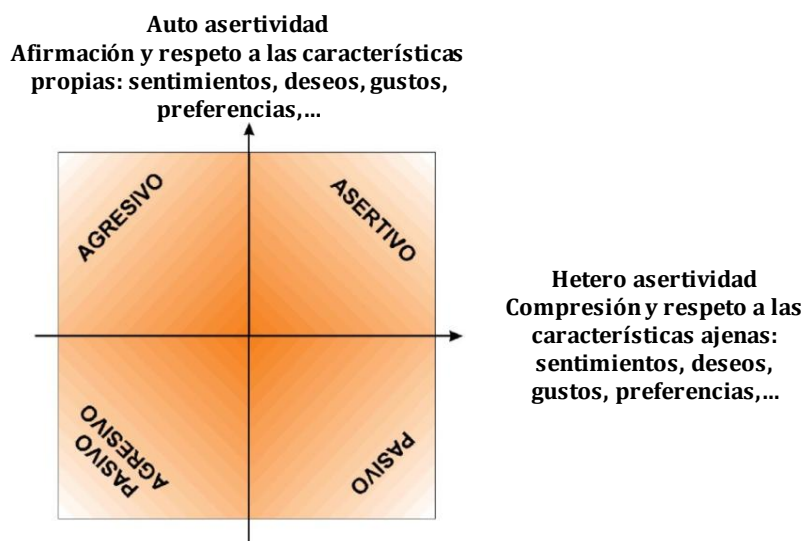 Auto asertividad
Afirmación y respeto a las características
propias: sentimientos, deseos, gustos,
preferencias,...
AGRESIVO
ASERTIVO
Hetero asertividad
Compresión y respeto a las
características ajenas:
sentimientos, deseos,
gustos, preferencias,...
PASIVO
AGRESIVO
PASIVO